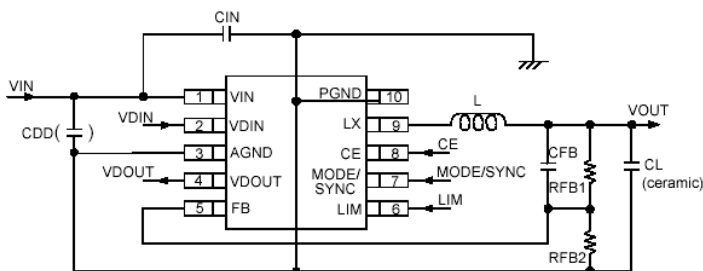 CIN
VIN
CDD( )
1 VIN
PGND 10
VDIN
2 VDIN
LX 9
L
VOUT
3 AGND
CE 8
CE
VDOUT
4 VDOUT
MODE/
SYNC 7
MODE/SYNC
5 FB
LIM 6
LIM
CFB
RFB1
CL
(ceramic)
RFB2